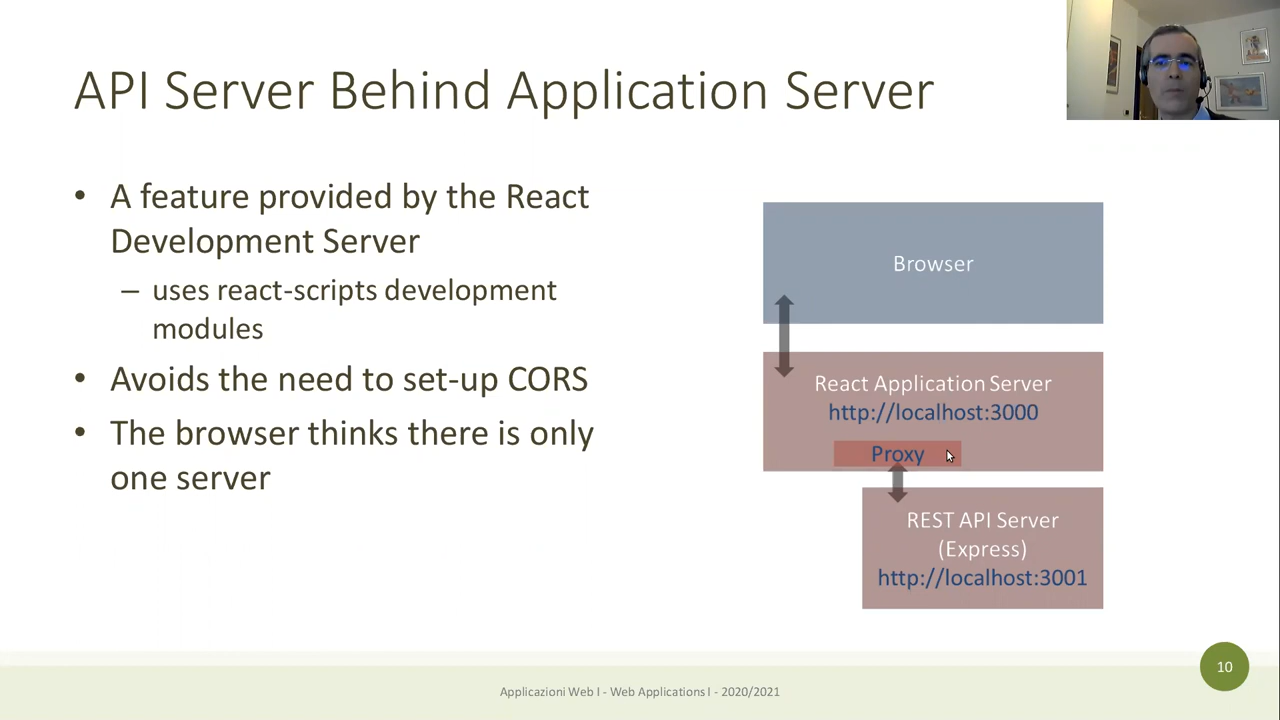 API Server Behind Application Server
• A feature provided by the React
Development Server
– uses react-scripts development
modules
• Avoids the need to set-up CORS
• The browser thinks there is only
one server
Browser
React Application Server
http://localhost:3000
Proxy
REST API Server
(Express)
http://localhost:3001
Applicazioni Web I - Web Applications I - 2020/2021
10